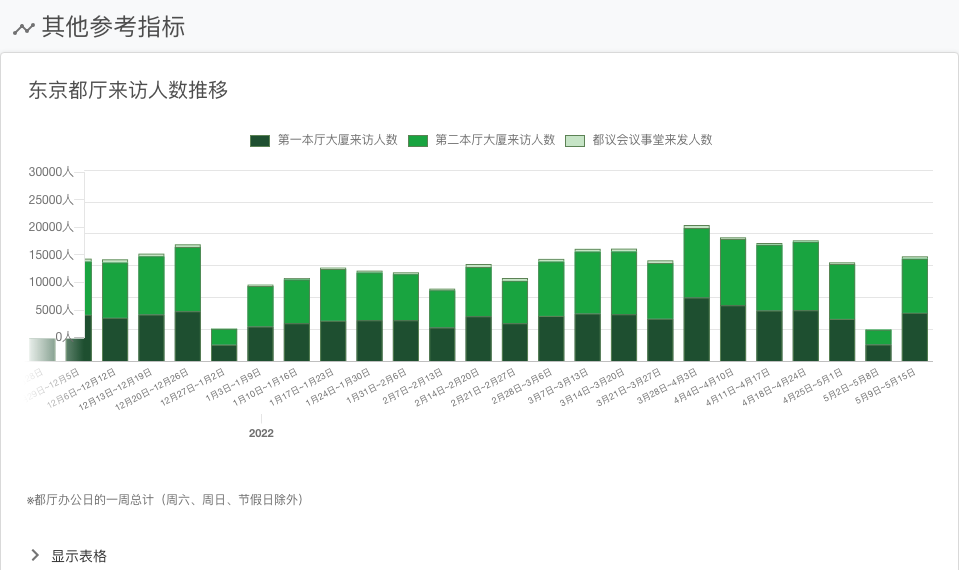 其他参考指标
东京都厅来访人数推移
第一本厅大厦来访人数 第二本厅大厦来访人数 都议会议事堂来发人数
30000人
25000人
20000人
15000人
10000人
5000人
0人
12月6日~12月12日
12月13日~12月19日
12月20日~12月26日
12月27日~1月2日
1月3日~1月9日
1月10日~1月16日
1月17日~1月23日
1月24日~1月30日
1月31日~2月6日
2月7日~2月13日
2月14日~2月20日
2月21日~2月27日
2月28日~3月6日
3月7日~3月13日
3月14日~3月20日
3月21日~3月27日
3月28日~4月3日
4月4日~4月10日
4月11日~4月17日
4月18日~4月24日
4月25日~5月1日
5月2日~5月8日
5月9日~5月15日
2022
※都厅办公日的一周总计（周六、周日、节假日除外）
显示表格